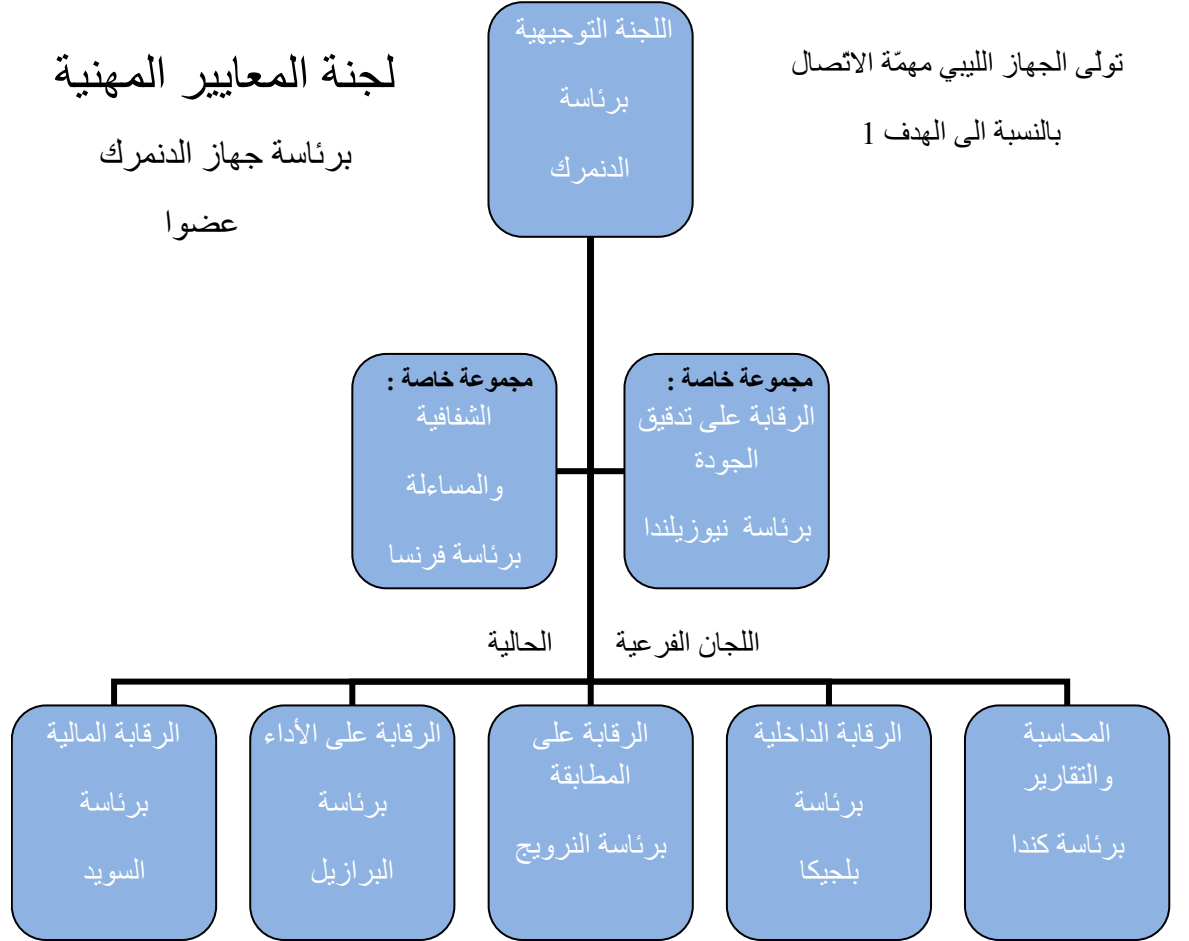 لجنة المعايير المهنية
برئاسة جهاز الدنمرك
عضوا
تولّى الجهاز الليبي مهمّة الاتّصال
بالنسبة الى الهدف 1
اللجنة التوجيهية
برئاسة
الدنمرك
مجموعة خاصة :
الرقابة على تدقيق
الجودة
برئاسة نيوزيلندا
مجموعة خاصة :
الشفافية
والمساءلة
برئاسة فرنسا
اللجان الفرعية الحالية
المحاسبة
والتقارير
برئاسة كندا
الرقابة الداخلية
برئاسة
بلجيكا
الرقابة على
المطابقة
برئاسة النرويج
الرقابة على الأداء
برئاسة
البرازيل
الرقابة المالية
برئاسة
السويد